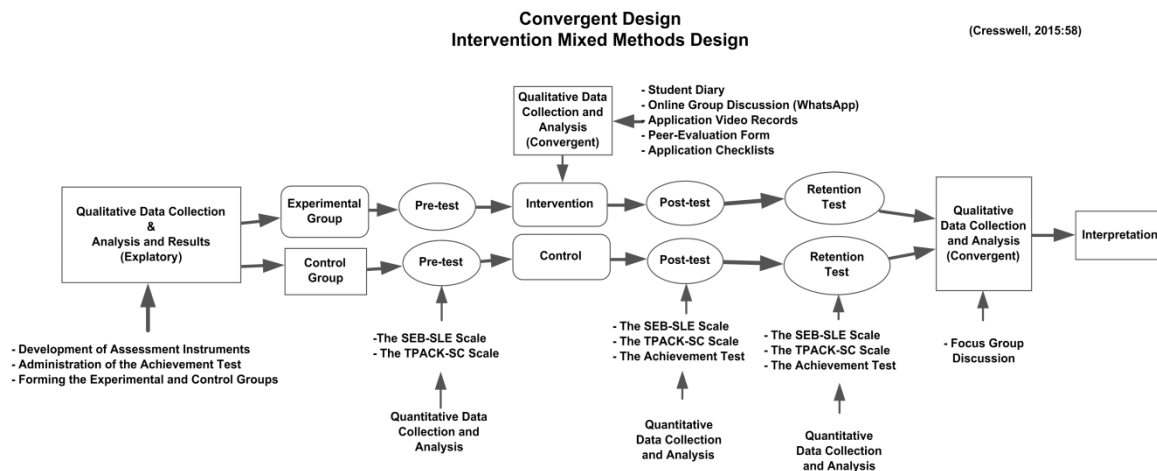 Convergent Design
Intervention Mixed Methods Design
(Cresswell, 2015:58)
Qualitative Data
Collection and
Analysis
(Convergent)
- Student Diary
- Online Group Discussion (WhatsApp)
- Application Video Records
- Peer-Evaluation Form
- Application Checklists
Qualitative Data Collection
&
Analysis and Results
(Explatory)
Experimental
Group
Pre-test
Intervention
Post-test
Retention
Test
Control
Group
Pre-test
Control
Post-test
Retention
Test
Qualitative
Data Collection
and Analysis
(Convergent)
Interpretation
- Development of Assessment Instruments
- Administration of the Achievement Test
- Forming the Experimental and Control Groups
-The SEB-SLE Scale
- The TPACK-SC Scale
Quantitative Data
Collection and
Analysis
- The SEB-SLE Scale
- The TPACK-SC Scale
- The Achievement Test
Quantitative
Data Collection
and Analysis
- The SEB-SLE Scale
- The TPACK-SC Scale
- The Achievement Test
Quantitative
Data Collection
and Analysis
- Focus Group
Discussion